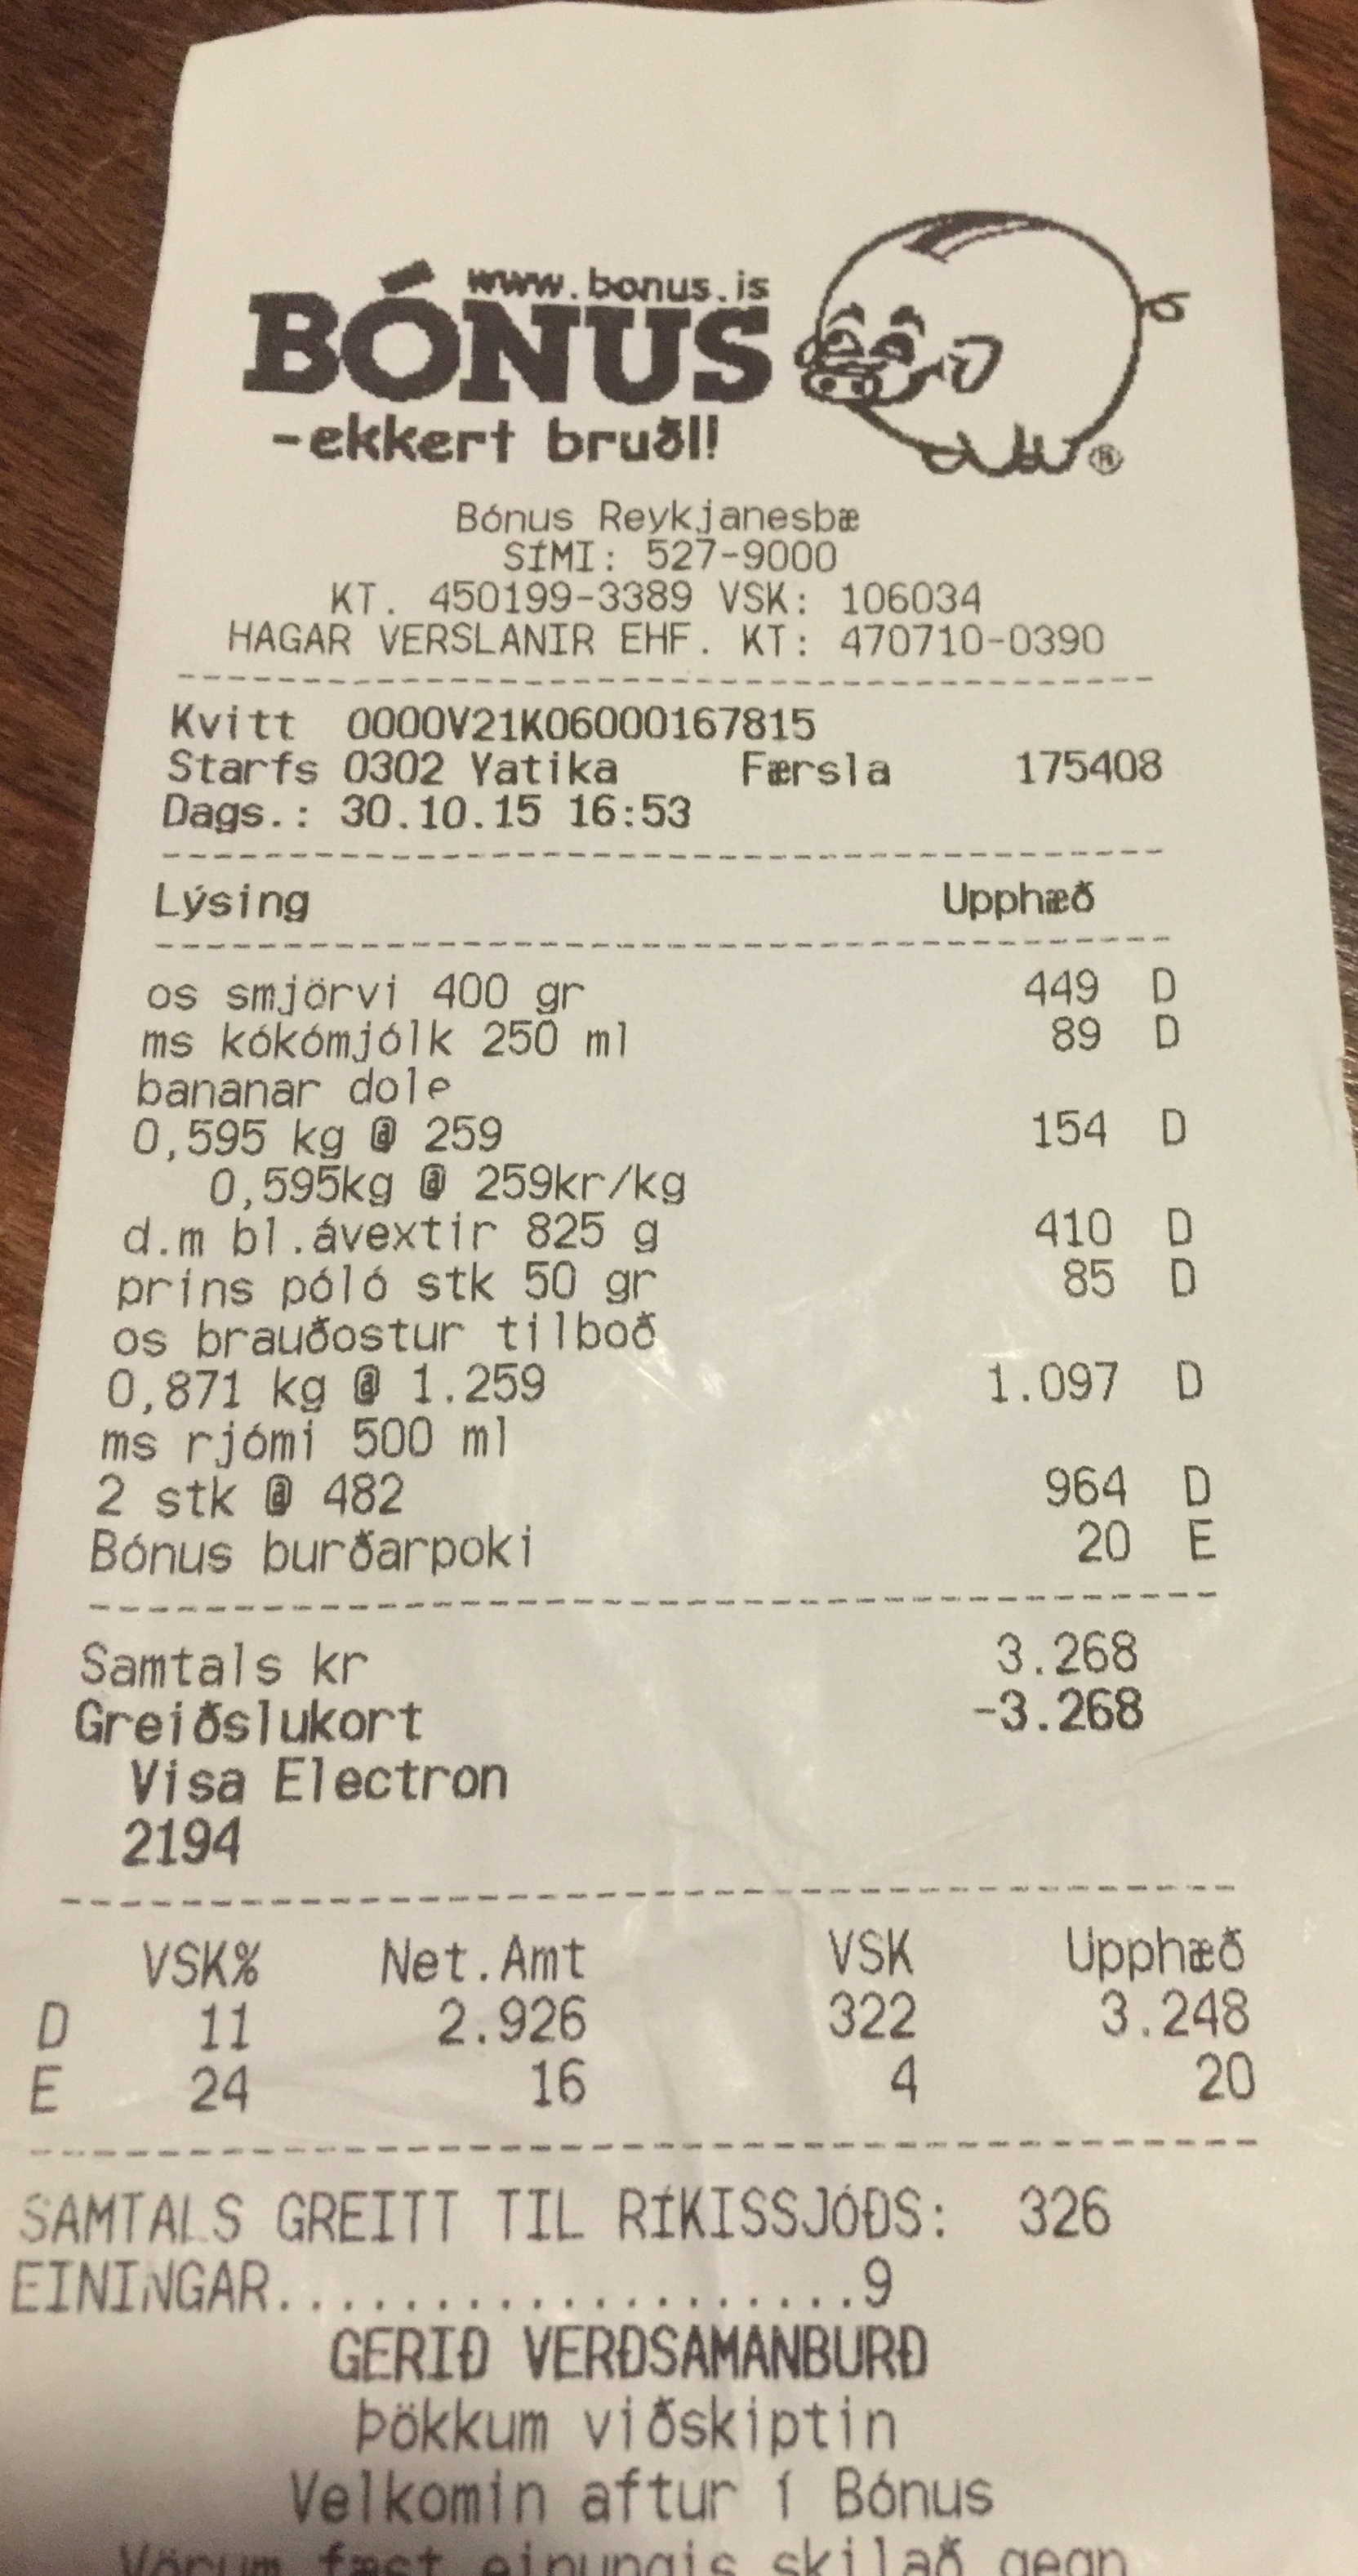 www.bonus.is
BÓNUS
-ekkert bruðl!
®
Bónus Reykjanesbæ
SÍMI: 527-9000
KT. 450199-3389 VSK: 106034
HAGAR VERSLANIR EHF. KT: 470710-0390
Kvitt 0000V21K06000167815
Starfs 0302 Yatika Færsla 175408
Dags.: 30.10.15 16:53
Lýsing Upphæð
os smjörvi 400 gr 449 D
ms kókómjólk 250 ml 89 D
bananar dole
0,595 kg @ 259 154 D
0,595kg @ 259kr/kg
d.m bl.ávextir 825 g 410 D
prins póló stk 50 gr 85 D
os brauðostur tilboð
0,871 kg @ 1.259 1.097 D
ms rjómi 500 ml
2 stk @ 482 964 D
Bónus burðarpoki 20 E
Samtals kr 3.268
Greiðslukort -3.268
Visa Electron
2194
VSK% Net.Amt VSK Upphæð
D 11 2.926 322 3.248
E 24 16 4 20
SAMTALS GREITT TIL RÍKISSJÓÐS: 326
EININGAR...................9
GERIÐ VERÐSAMANBURÐ
Þökkum viðskiptin
Velkomin aftur í Bónus
Vörum fæst einungis skilað gegn